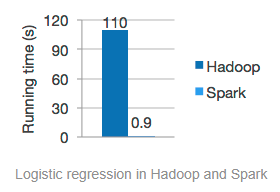 Running time (s)
120
90
60
30
0
110
0.9
Hadoop
Spark
Logistic regression in Hadoop and Spark